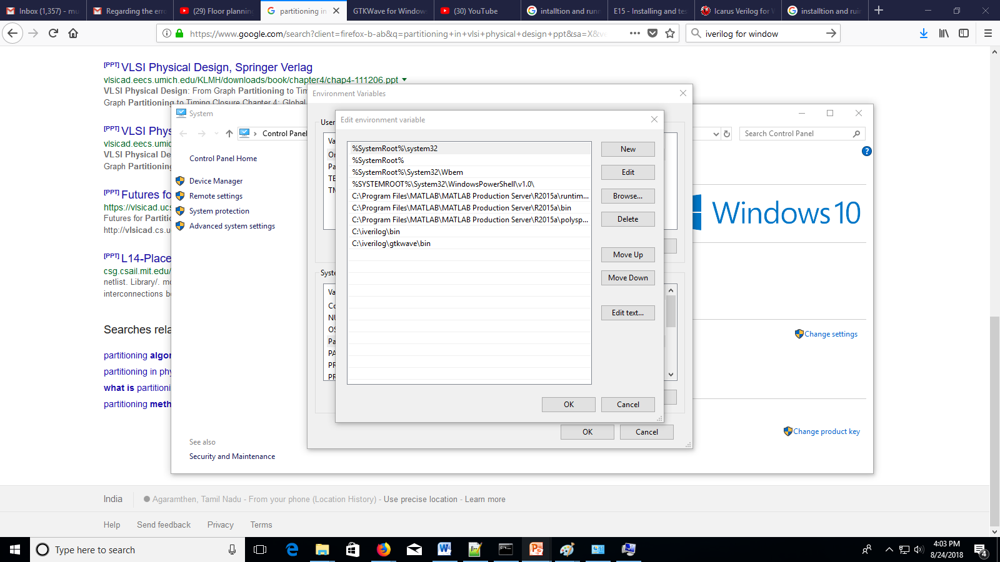 Inbox (1,357) - mu
Regarding the erro
(29) Floor planning
partitioning in
GTKWave for Windows
(30) YouTube
intalltion and runn
E15 - Installing and tes
Icarus Verilog for W
installtion and ruin
https://www.google.com/search?client=firefox-b-ab&q=partitioning+in+vlsi+physical+design+ppt&sa=X&ve
iverilog for window
[PPT] VLSI Physical Design, Springer Verlag
vlsicad.eecs.umich.edu/KLMH/downloads/book/chapter4/chap4-111206.ppt
VLSI Physical Design: From Graph Partitioning to Tim
Graph Partitioning to Timing Closure Chapter 4: Global
[PPT] VLSI Phys
vlsicad.eecs.umi
VLSI Physical De
Graph Partitioning
[PPT] Futures fo
https://vlsicad.ucs
Futures for Partitio
http://vlsicad.cs.u
[PPT] L14-Place
csg.csail.mit.edu/
netlist. Library/. mo
interconnections be
Searches rela
partitioning algor
partitioning in phy
what is partitioni
partitioning meth
System
Control Panel
Search Control Panel
Control Panel Home
Device Manager
Remote settings
System protection
Advanced system settings
See also
Security and Maintenance
Windows 10
Change settings
Change product key
Environment Variables
User
Va
On
Pa
TE
TM
Syste
Va
Co
NU
OS
Pa
PA
PR
PR
OK
Cancel
Edit environment variable
%SystemRoot%\system32
%SystemRoot%
%SystemRoot%\System32\Wbem
%SYSTEMROOT%\System32\WindowsPowerShell\v1.0\
C:\Program Files\MATLAB\MATLAB Production Server\R2015a\runtim...
C:\Program Files\MATLAB\MATLAB Production Server\R2015a\bin
C:\Program Files\MATLAB\MATLAB Production Server\R2015a\polysp...
C:\iverilog\bin
C:\iverilog\gtkwave\bin
New
Edit
Browse...
Delete
Move Up
Move Down
Edit text...
OK
Cancel
India
Agaramthen, Tamil Nadu - From your phone (Location History) - Use precise location - Learn more
Help
Send feedback
Privacy
Terms
Type here to search
4:03 PM
8/24/2018
4